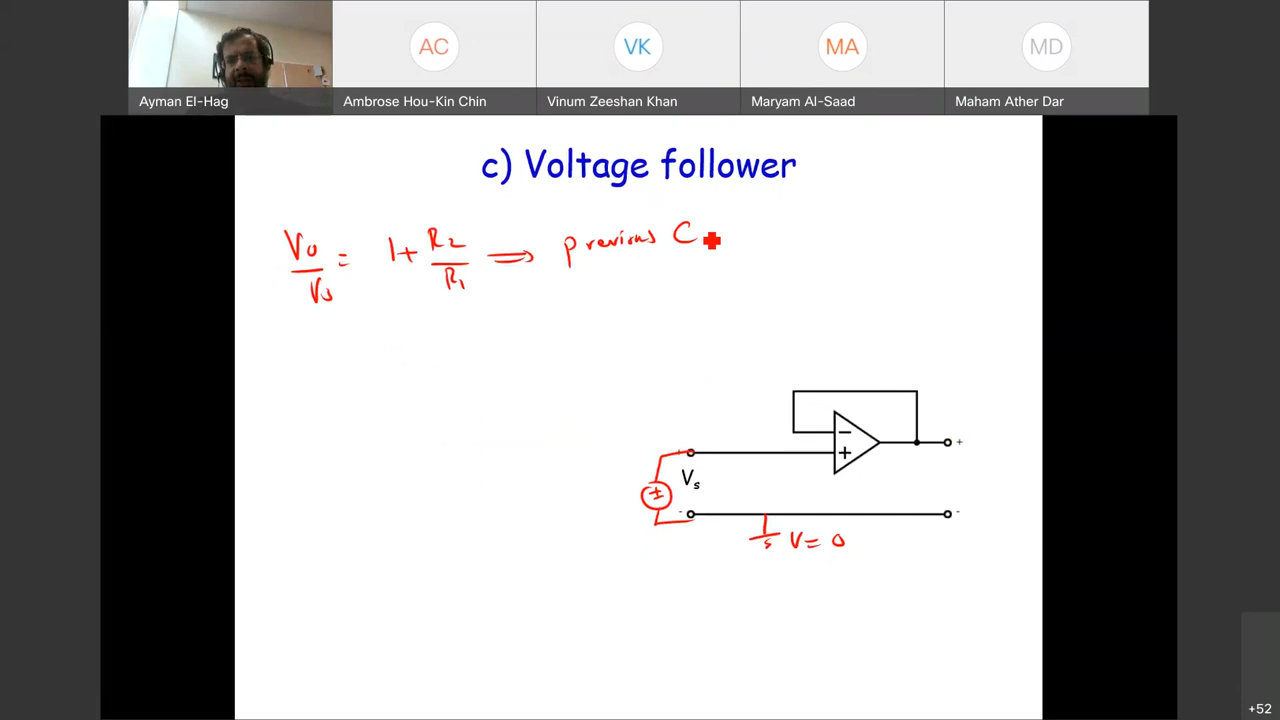 AC
VK
MA
MD
Ayman El-Hag
Ambrose Hou-Kin Chin
Vinum Zeeshan Khan
Maryam Al-Saad
Maham Ather Dar
c) Voltage follower
Vo/Vs = 1+ R2/R1 ⟹ previous C
− +
+ +
Vs
± 
- -
V= 0
+52